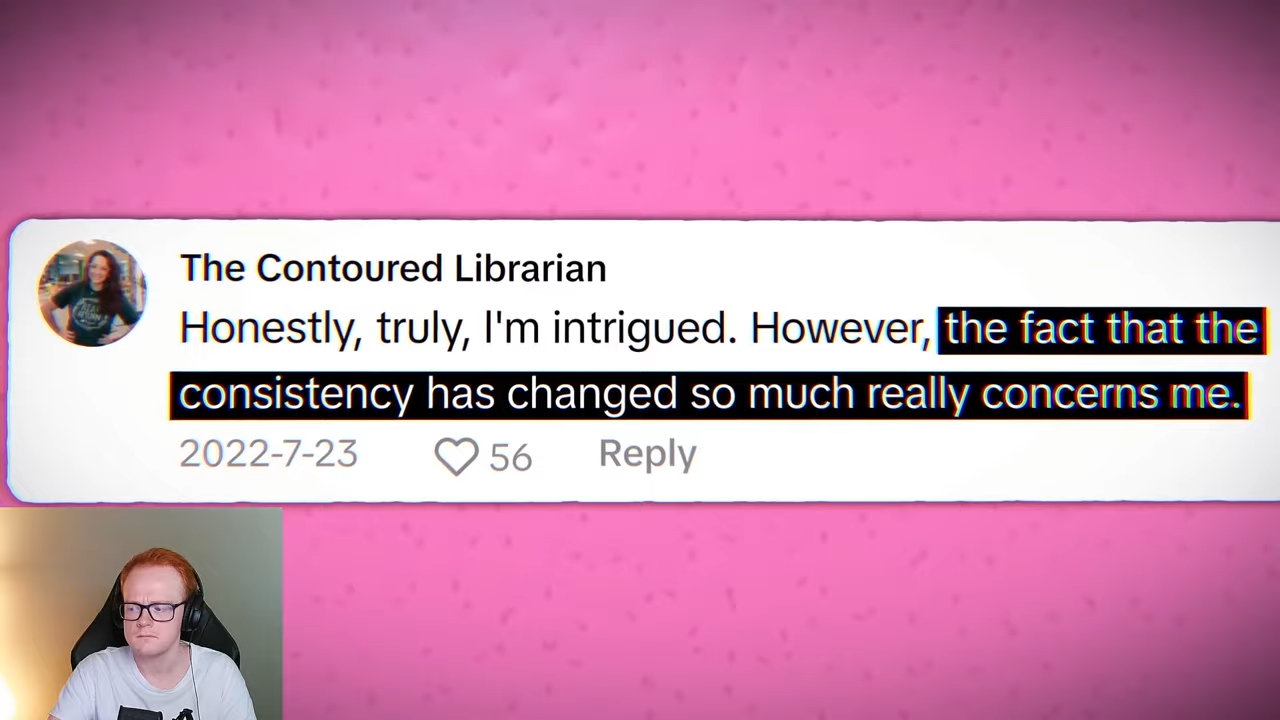 The Contoured Librarian
Honestly, truly, I'm intrigued. However, the fact that the
consistency has changed so much really concerns me.
2022-7-23 56 Reply